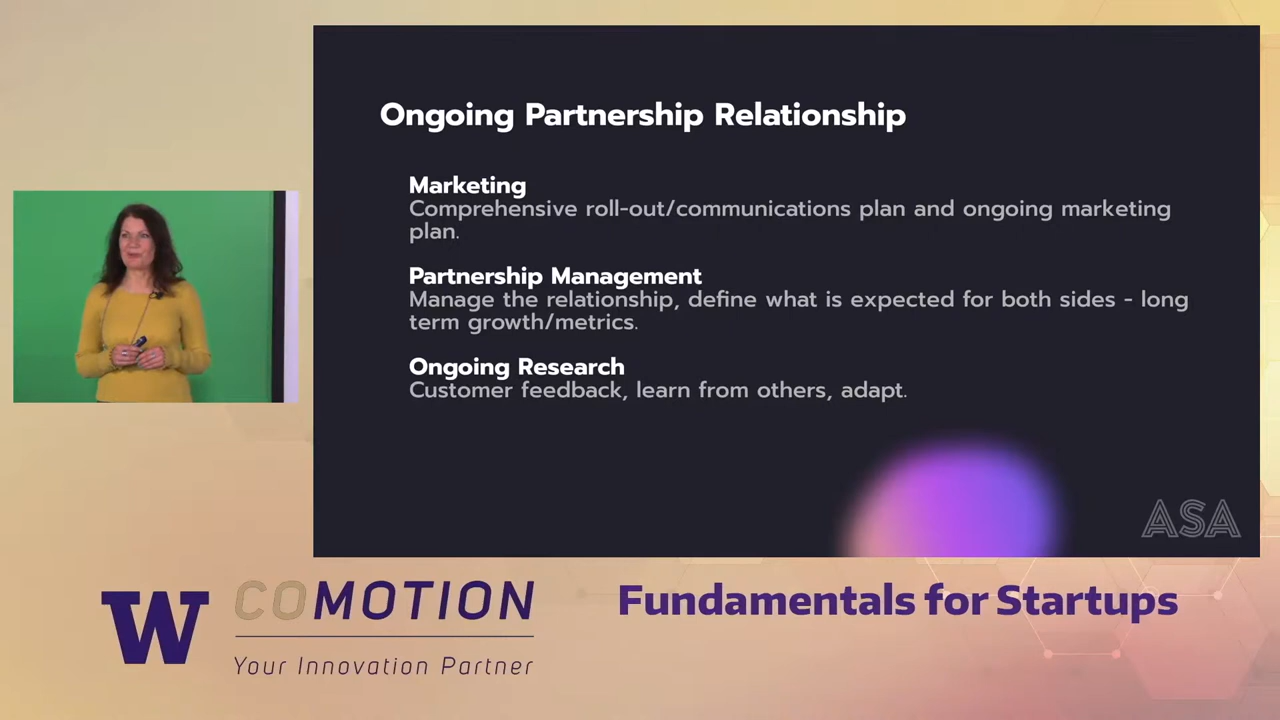 Ongoing Partnership Relationship
Marketing
Comprehensive roll-out/communications plan and ongoing marketing
plan.
Partnership Management
Manage the relationship, define what is expected for both sides - long
term growth/metrics.
Ongoing Research
Customer feedback, learn from others, adapt.
ASA
W
COMOTION
Your Innovation Partner
Fundamentals for Startups